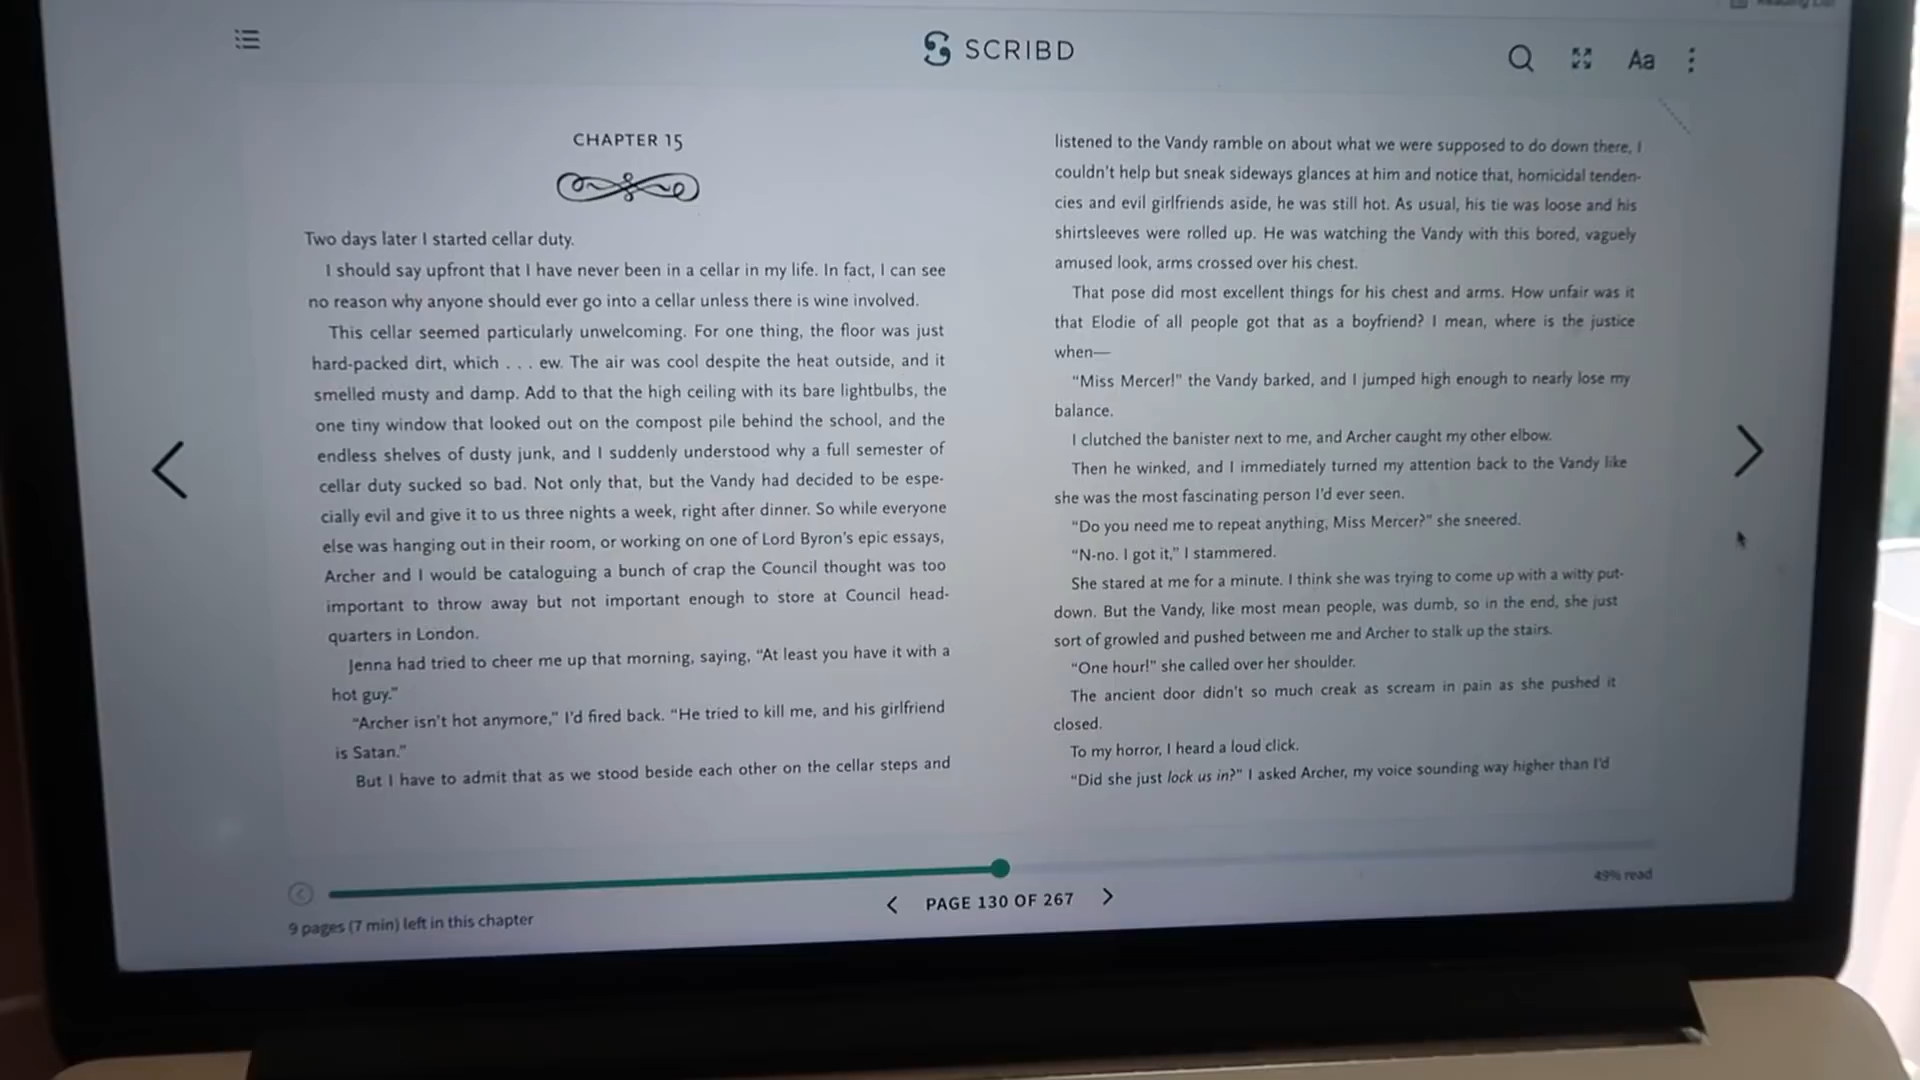 Reading List
SCRIBD
Aa
CHAPTER 15
Two days later I started cellar duty.
I should say upfront that I have never been in a cellar in my life. In fact, I can see
no reason why anyone should ever go into a cellar unless there is wine involved.
This cellar seemed particularly unwelcoming. For one thing, the floor was just
hard-packed dirt, which . . . ew. The air was cool despite the heat outside, and it
smelled musty and damp. Add to that the high ceiling with its bare lightbulbs, the
one tiny window that looked out on the compost pile behind the school, and the
endless shelves of dusty junk, and I suddenly understood why a full semester of
cellar duty sucked so bad. Not only that, but the Vandy had decided to be espe-
cially evil and give it to us three nights a week, right after dinner. So while everyone
else was hanging out in their room, or working on one of Lord Byron's epic essays,
Archer and I would be cataloguing a bunch of crap the Council thought was too
important to throw away but not important enough to store at Council head-
quarters in London.
Jenna had tried to cheer me up that morning, saying, “At least you have it with a
hot guy.”
“Archer isn't hot anymore,” I'd fired back. “He tried to kill me, and his girlfriend
is Satan.”
But I have to admit that as we stood beside each other on the cellar steps and
listened to the Vandy ramble on about what we were supposed to do down there, I
couldn't help but sneak sideways glances at him and notice that, homicidal tenden-
cies and evil girlfriends aside, he was still hot. As usual, his tie was loose and his
shirtsleeves were rolled up. He was watching the Vandy with this bored, vaguely
amused look, arms crossed over his chest.
That pose did most excellent things for his chest and arms. How unfair was it
that Elodie of all people got that as a boyfriend? I mean, where is the justice
when—
“Miss Mercer!” the Vandy barked, and I jumped high enough to nearly lose my
balance.
I clutched the banister next to me, and Archer caught my other elbow.
Then he winked, and I immediately turned my attention back to the Vandy like
she was the most fascinating person I'd ever seen.
“Do you need me to repeat anything, Miss Mercer?” she sneered.
“N-no. I got it,” I stammered.
She stared at me for a minute. I think she was trying to come up with a witty put-
down. But the Vandy, like most mean people, was dumb, so in the end, she just
sort of growled and pushed between me and Archer to stalk up the stairs.
“One hour!” she called over her shoulder.
The ancient door didn't so much creak as scream in pain as she pushed it
closed.
To my horror, I heard a loud click.
“Did she just lock us in?” I asked Archer, my voice sounding way higher than I'd
49% read
PAGE 130 OF 267
9 pages (7 min) left in this chapter